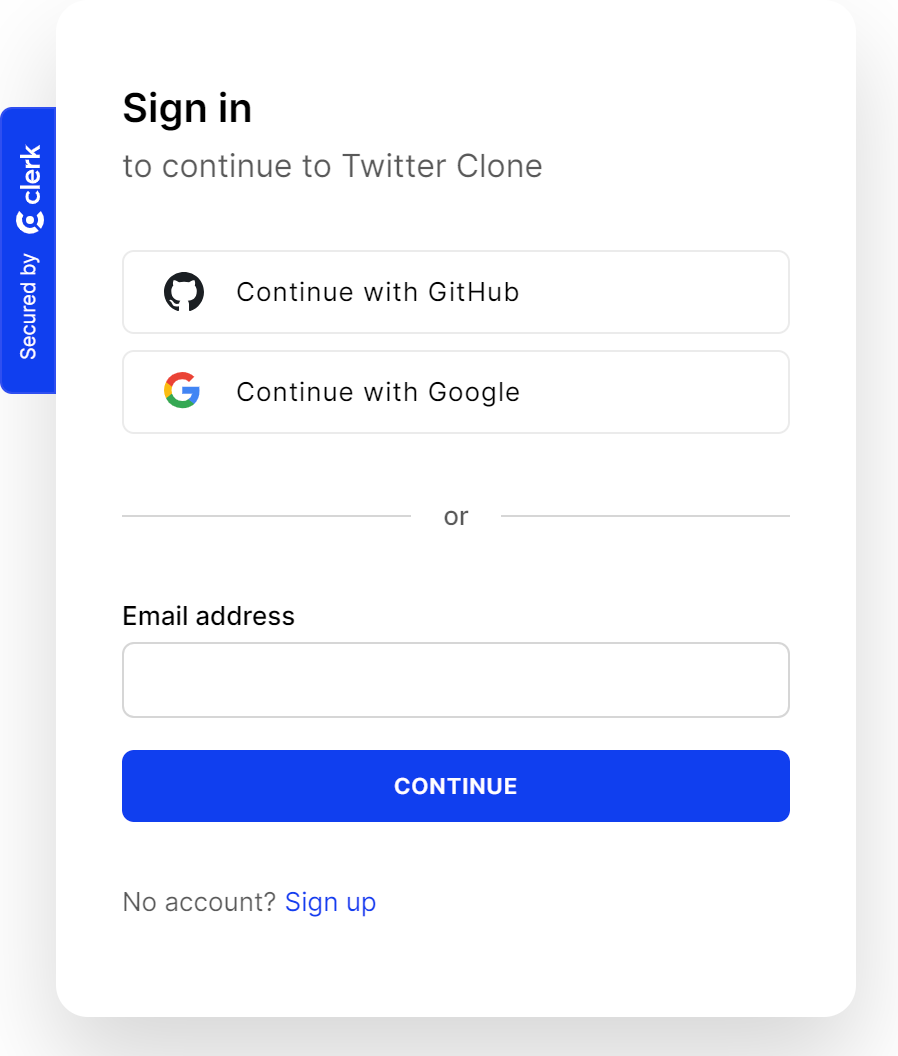 Sign in
to continue to Twitter Clone
Secured by clerk
Continue with GitHub
Continue with Google
or
Email address
CONTINUE
No account? Sign up